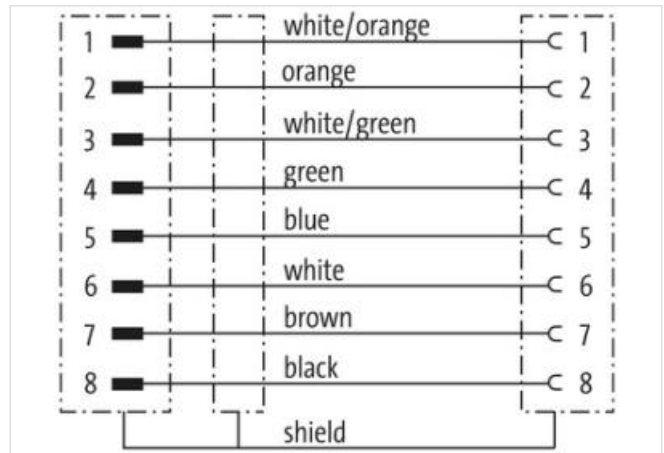 1 white/orange 1
2 orange 2
3 white/green 3
4 green 4
5 blue 5
6 white 6
7 brown 7
8 black 8
shield